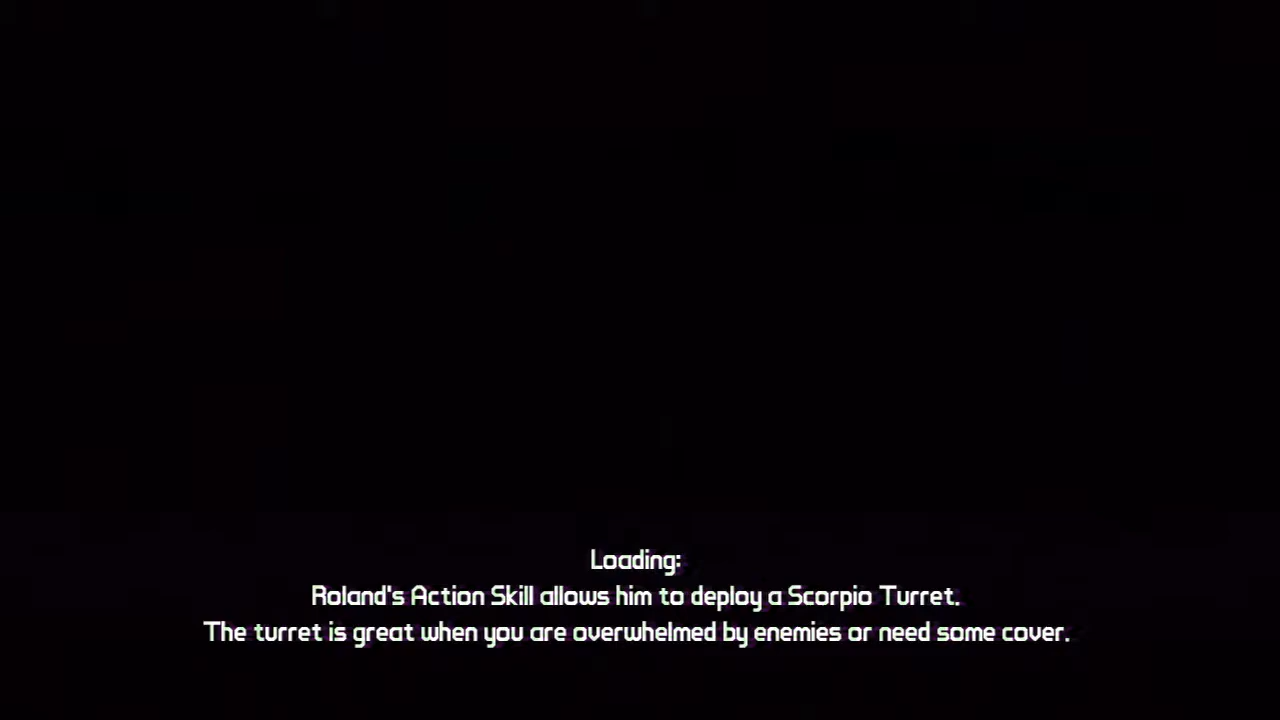 Loading:
Roland's Action Skill allows him to deploy a Scorpio Turret.
The turret is great when you are overwhelmed by enemies or need some cover.